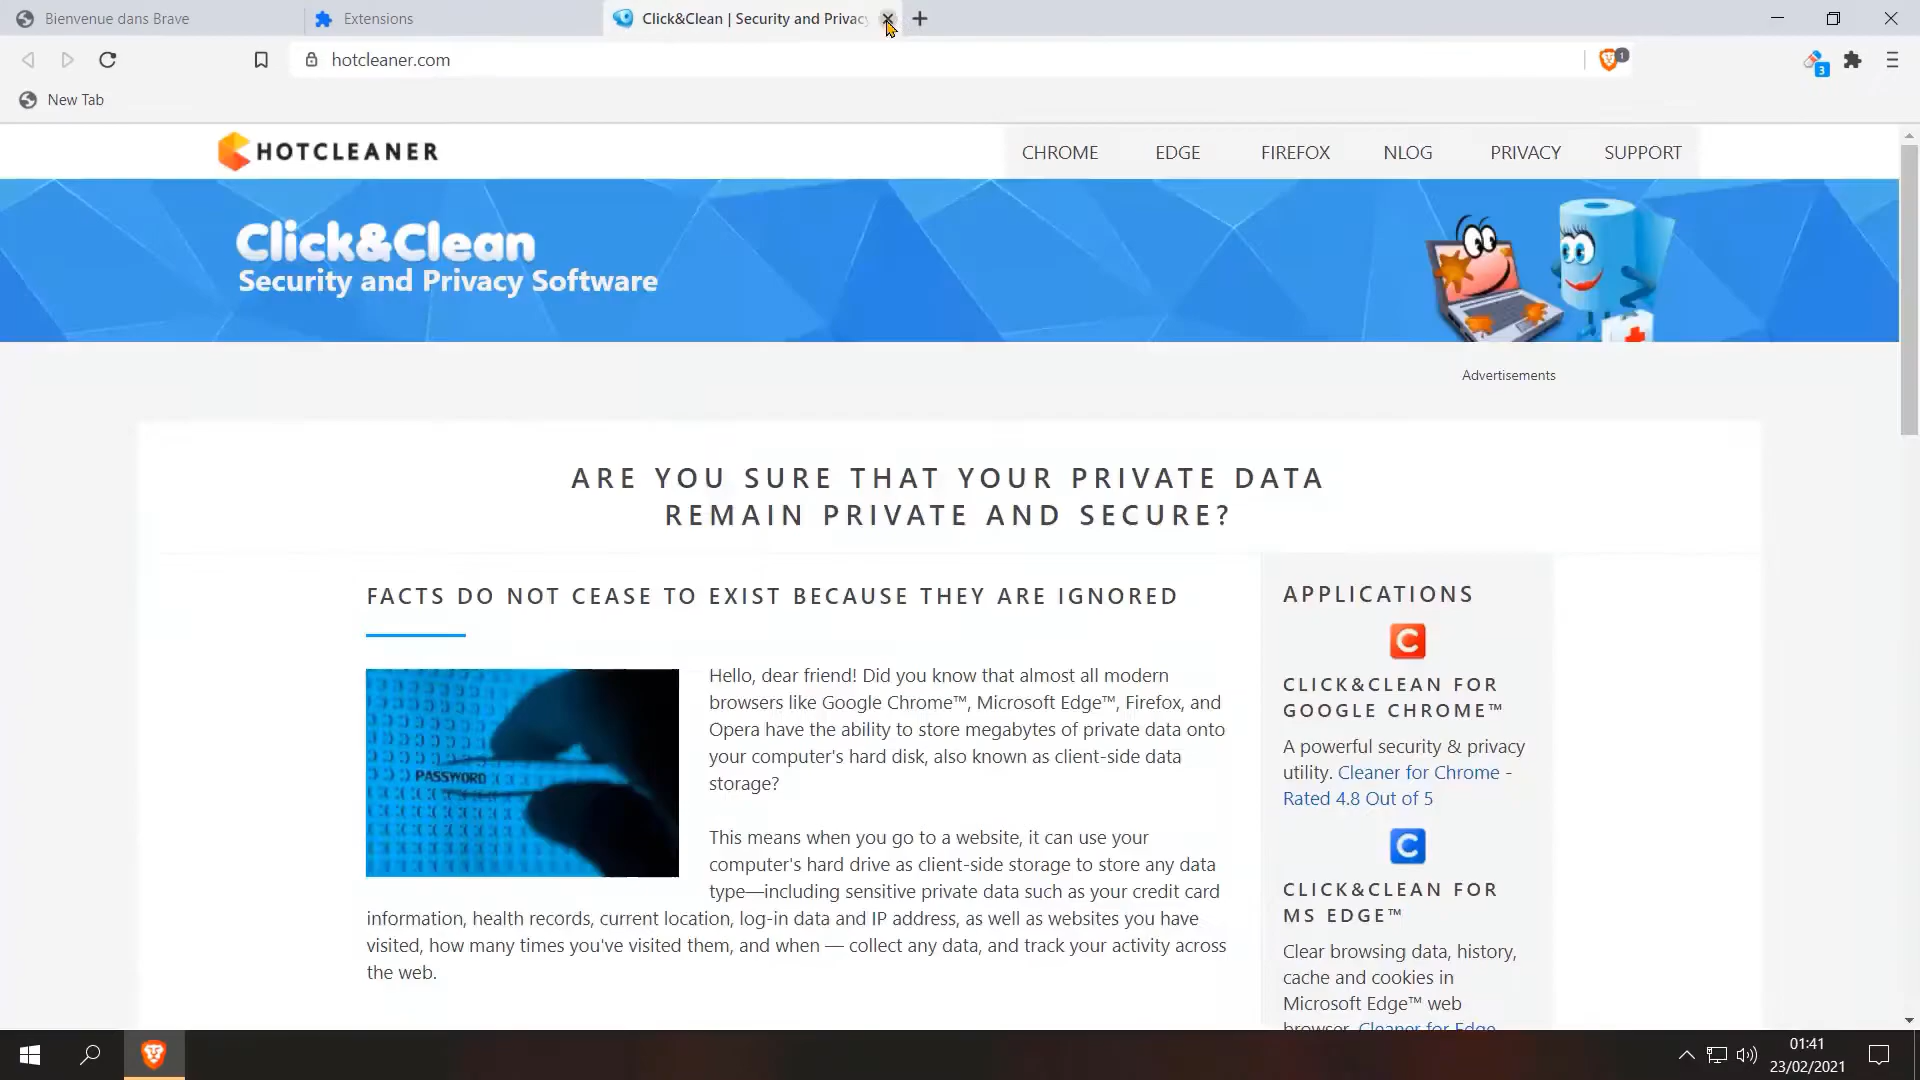 Bienvenue dans Brave
Extensions
Click&Clean | Security and Privac
hotcleaner.com
1
3
New Tab
HOTCLEANER
CHROME
EDGE
FIREFOX
NLOG
PRIVACY
SUPPORT
Click&Clean
Security and Privacy Software
Advertisements
ARE YOU SURE THAT YOUR PRIVATE DATA
REMAIN PRIVATE AND SECURE?
FACTS DO NOT CEASE TO EXIST BECAUSE THEY ARE IGNORED
PASSWORD
Hello, dear friend! Did you know that almost all modern
browsers like Google Chrome™, Microsoft Edge™, Firefox, and
Opera have the ability to store megabytes of private data onto
your computer's hard disk, also known as client-side data
storage?
This means when you go to a website, it can use your
computer's hard drive as client-side storage to store any data
type—including sensitive private data such as your credit card
information, health records, current location, log-in data and IP address, as well as websites you have
visited, how many times you've visited them, and when — collect any data, and track your activity across
the web.
APPLICATIONS
C
CLICK&CLEAN FOR
GOOGLE CHROME™
A powerful security & privacy
utility. Cleaner for Chrome -
Rated 4.8 Out of 5
C
CLICK&CLEAN FOR
MS EDGE™
Clear browsing data, history,
cache and cookies in
Microsoft Edge™ web
browser. Cleaner for Edge
01:41
23/02/2021